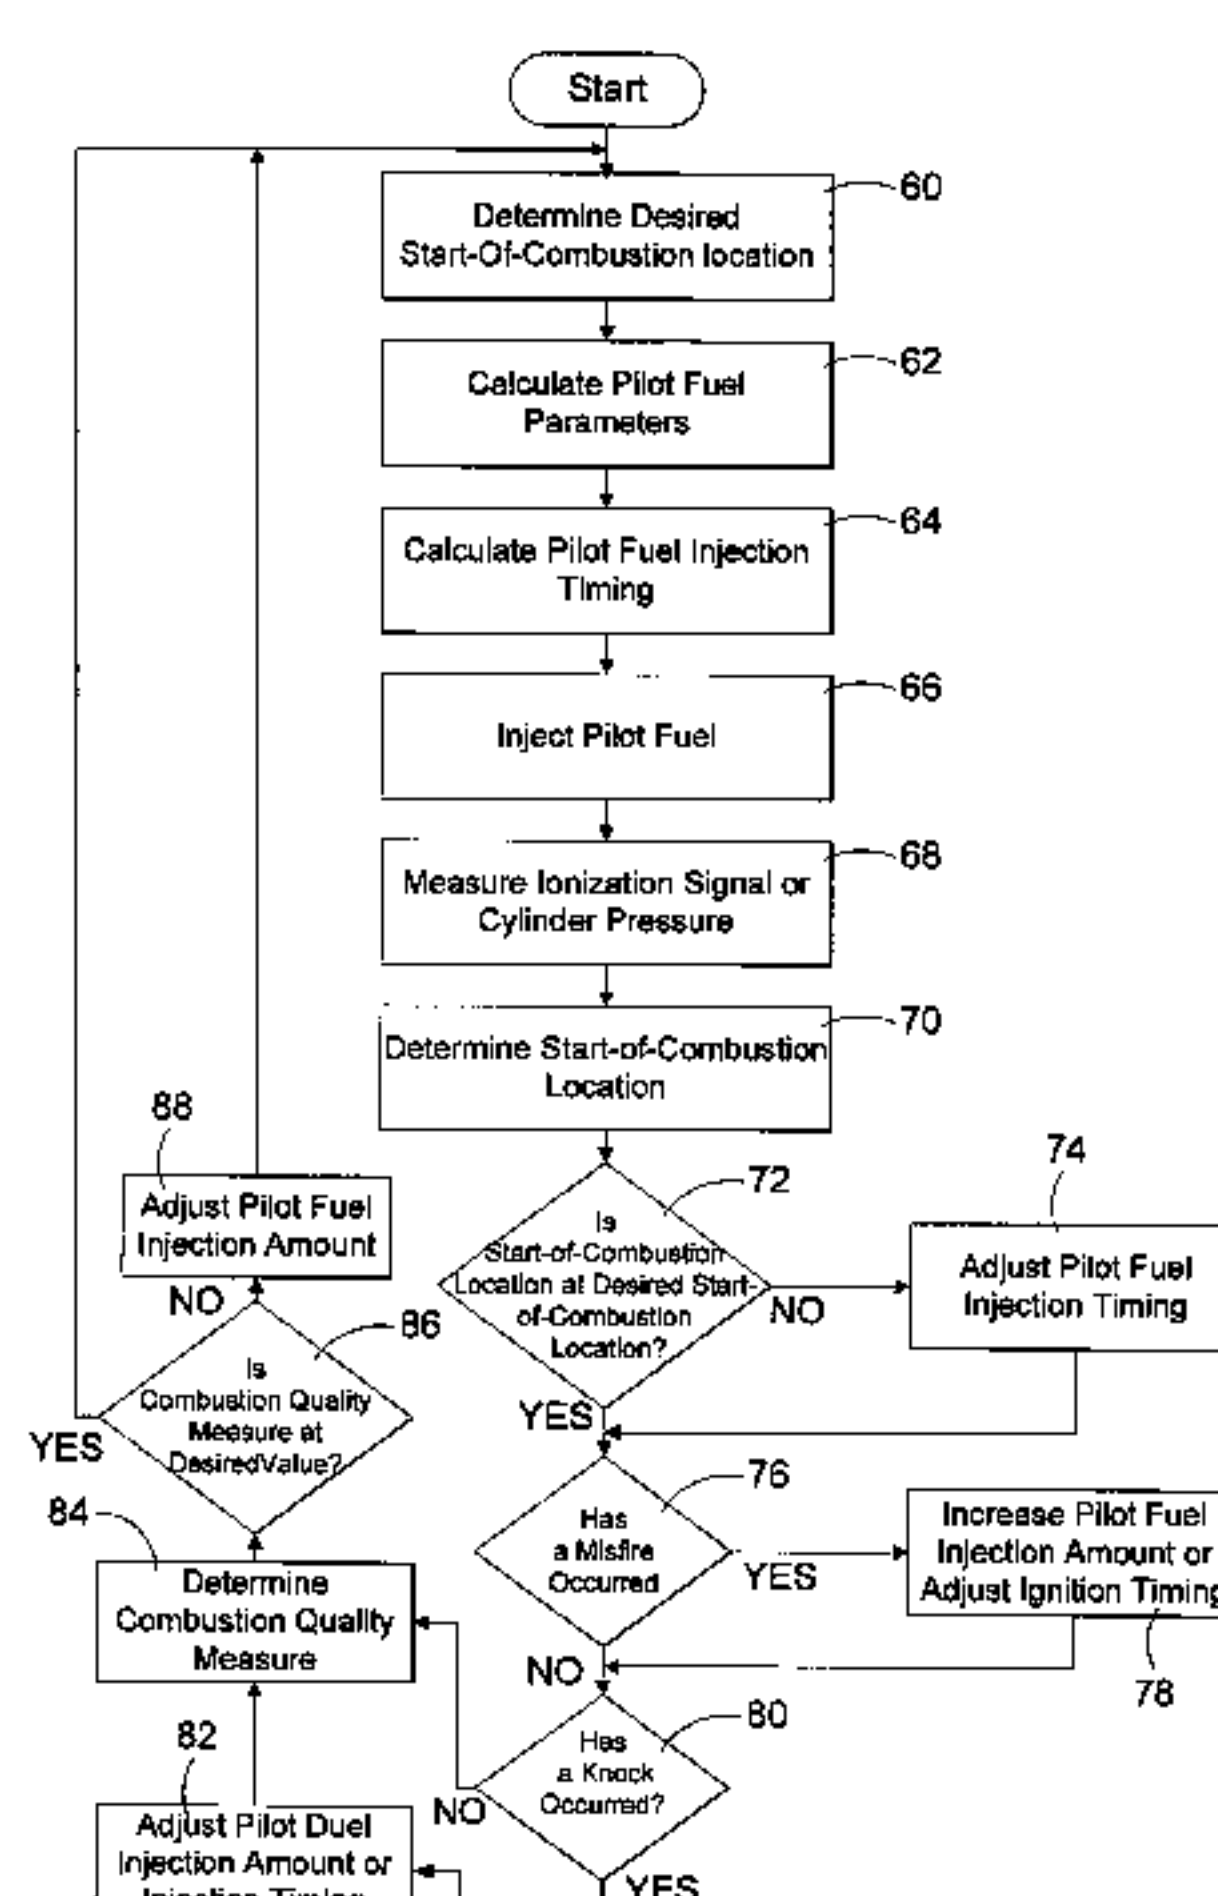 Start
60
Determine Desired
Start-Of-Combustion location
62
Calculate Pilot Fuel
Parameters
64
Calculate Pilot Fuel Injection
Timing
66
Inject Pilot Fuel
68
Measure Ionization Signal or
Cylinder Pressure
70
Determine Start-of-Combustion
Location
72
Is
Start-of-Combustion
Location at Desired Start-
of-Combustion
Location?
NO
YES
74
Adjust Pilot Fuel
Injection Timing
76
Has
a Misfire
Occurred
YES
NO
Increase Pilot Fuel
Injection Amount or
Adjust Ignition Timing
78
80
Has
a Knock
Occurred?
NO
YES
82
Adjust Pilot Duel
Injection Amount or
Injection Timing
84
Determine
Combustion Quality
Measure
86
Is
Combustion Quality
Measure at
DesiredValue?
YES
NO
88
Adjust Pilot Fuel
Injection Amount